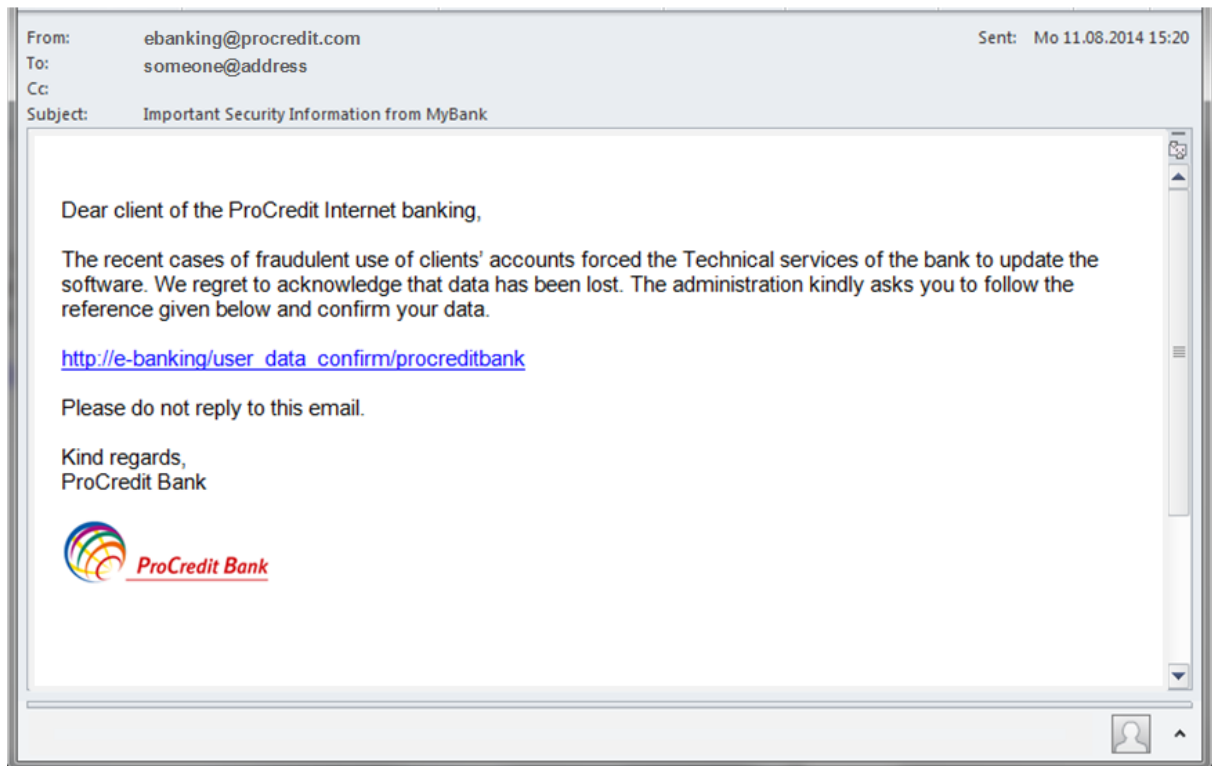 From: ebanking@procredit.com Sent: Mo 11.08.2014 15:20
To: someone@address
Cc:
Subject: Important Security Information from MyBank
Dear client of the ProCredit Internet banking,
The recent cases of fraudulent use of clients’ accounts forced the Technical services of the bank to update the
software. We regret to acknowledge that data has been lost. The administration kindly asks you to follow the
reference given below and confirm your data.
http://e-banking/user_data_confirm/procreditbank
Please do not reply to this email.
Kind regards,
ProCredit Bank
ProCredit Bank